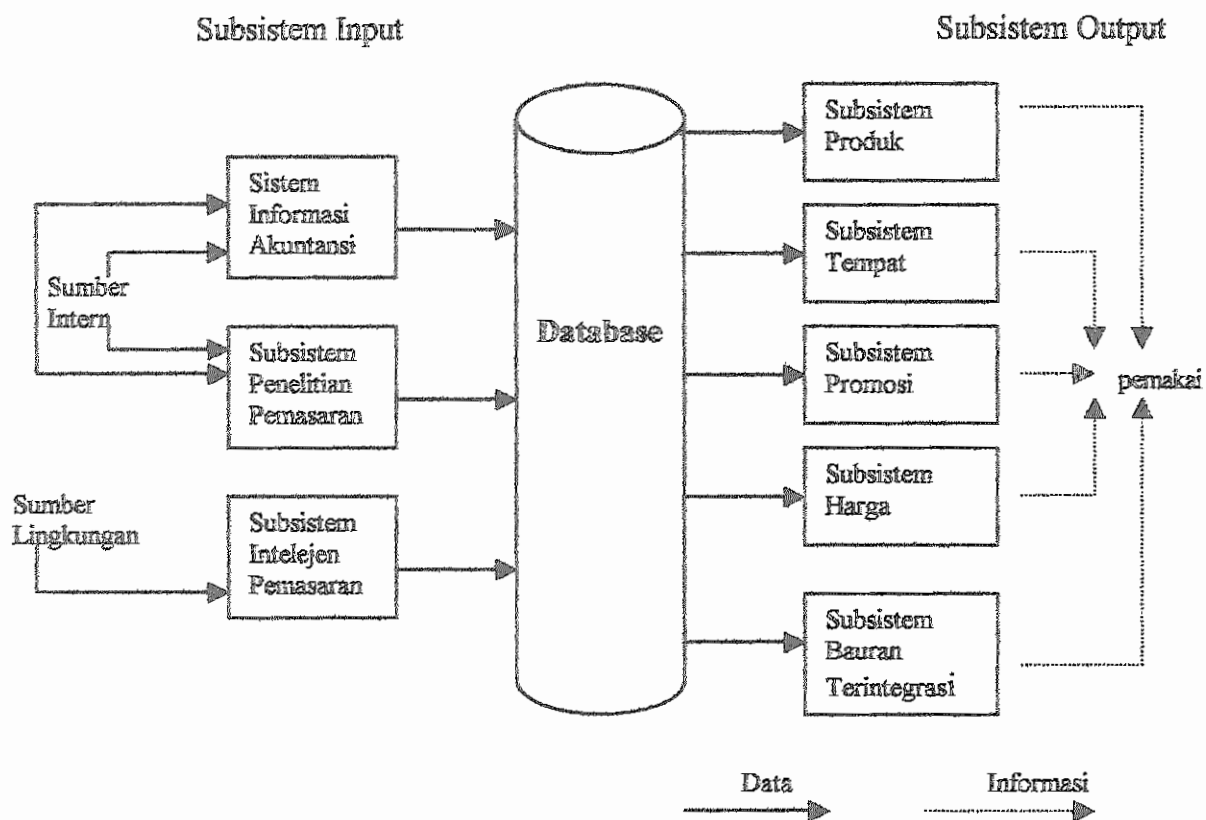 Subsistem Input
Subsistem Output
Sistem
Informasi
Akuntansi
Sumber
Intern
Subsistem
Penelitian
Pemasaran
Sumber
Lingkungan
Subsistem
Intelejen
Pemasaran
Database
Subsistem
Produk
Subsistem
Tempat
Subsistem
Promosi
Subsistem
Harga
Subsistem
Bauran
Terintegrasi
pemakai
Data
Informasi